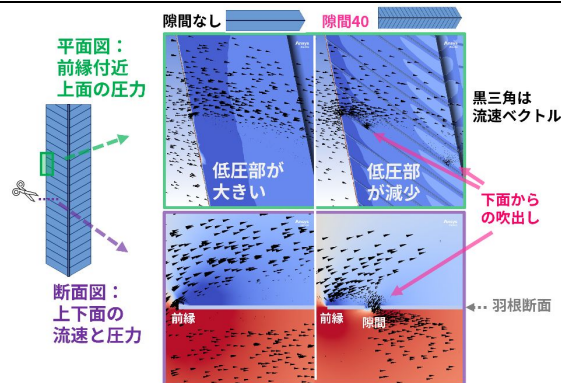 隙間なし
隙間40
平面図：
前縁付近
上面の圧力
黒三角は
流速ベクトル
低圧部が
大きい
低圧部
が減少
下面から
の吹出し
断面図：
上下面の
流速と圧力
前縁
前縁
隙間
羽根断面